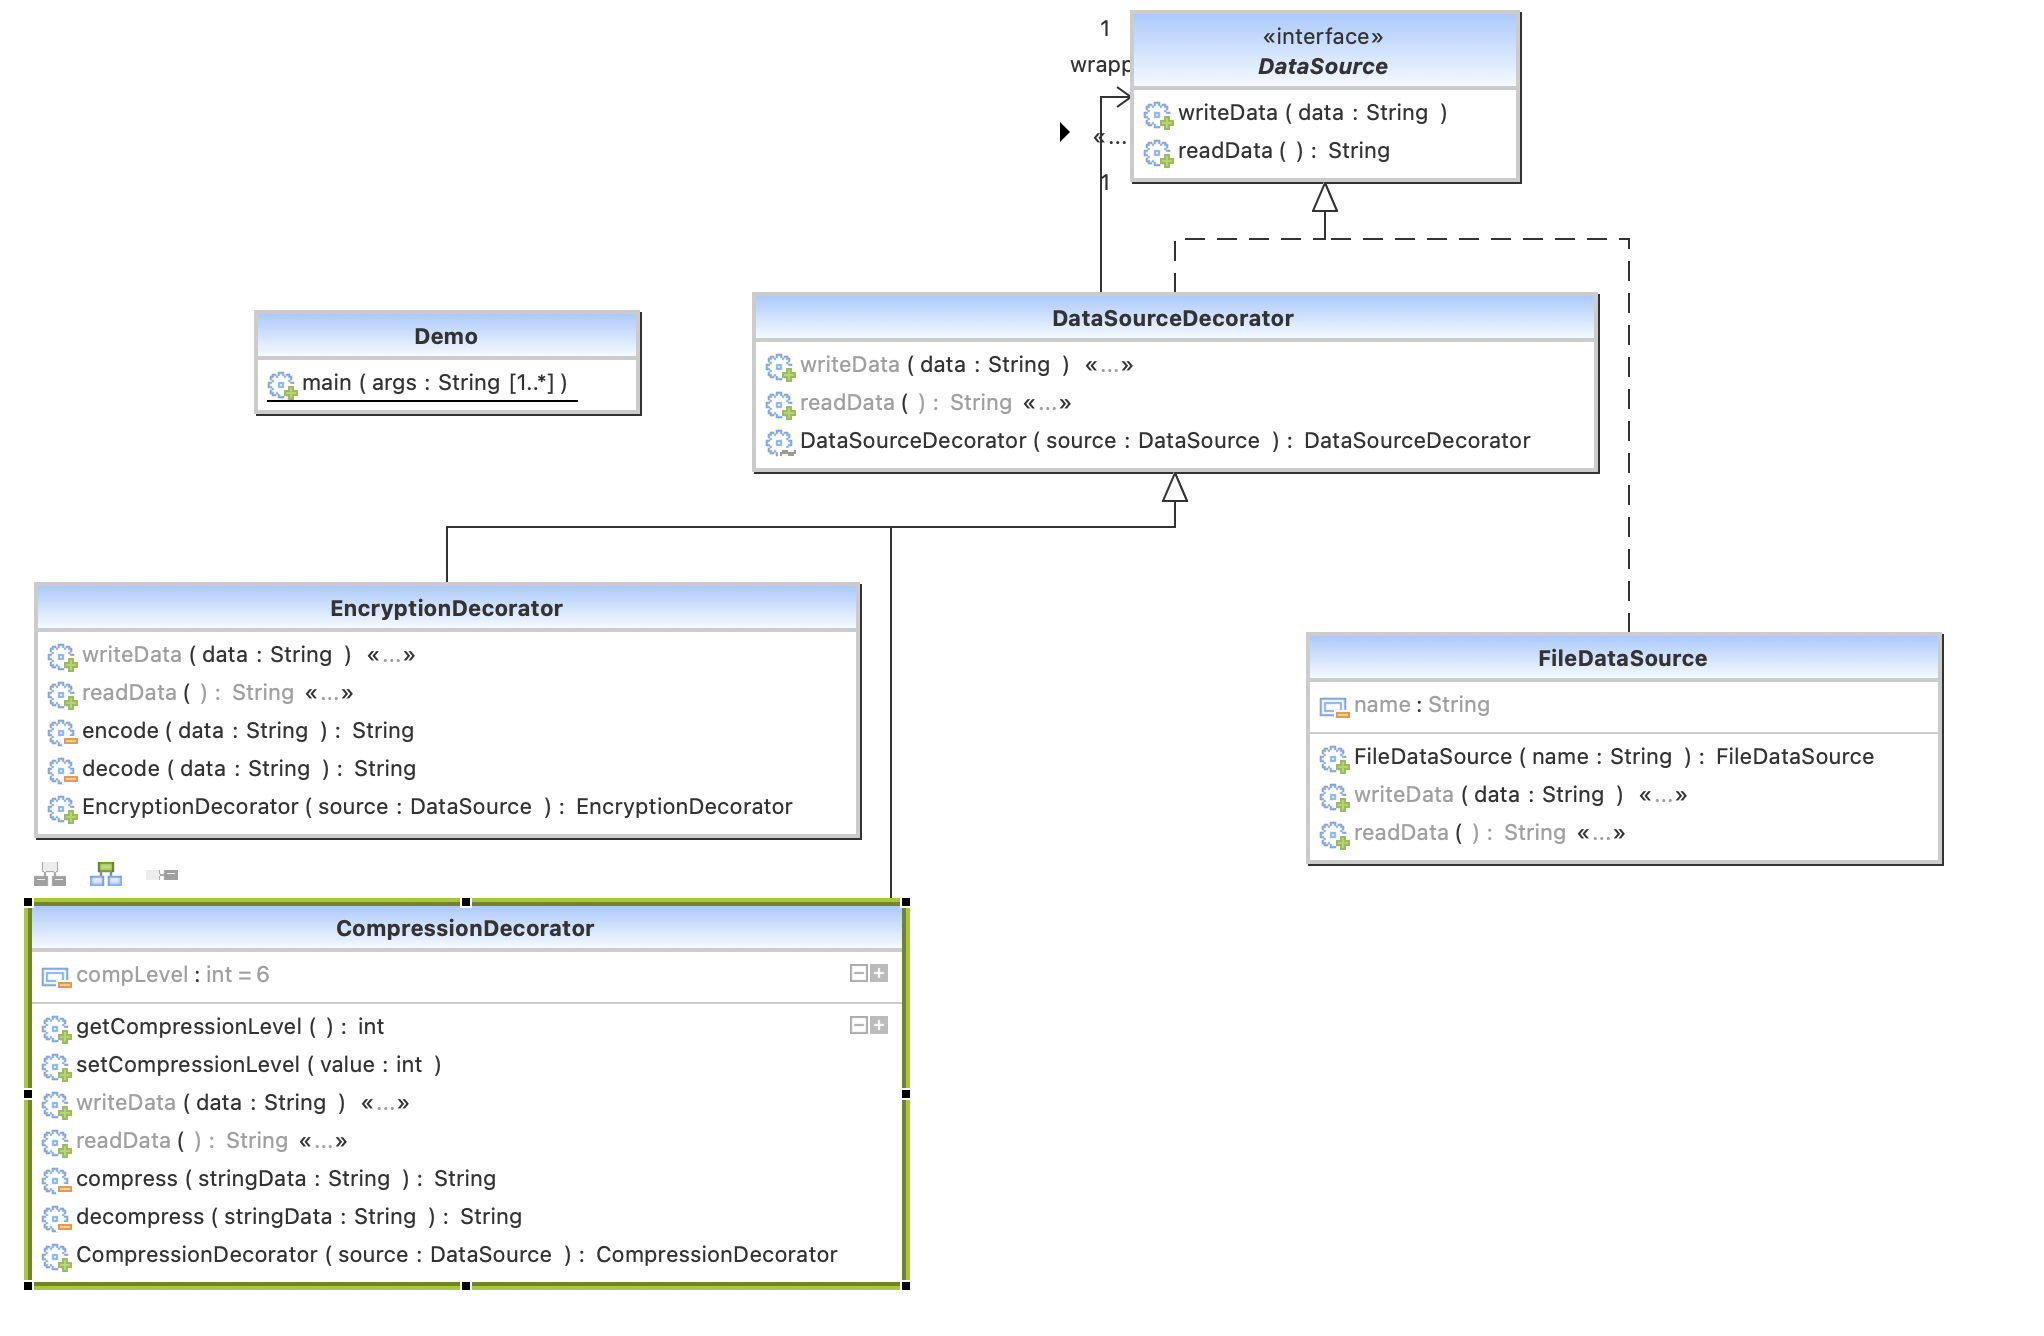 1
wrapp
«...
1
«interface»
DataSource
writeData ( data : String )
readData ( ) : String
Demo
main ( args : String [1..*] )
DataSourceDecorator
writeData ( data : String ) «...»
readData ( ) : String «...»
DataSourceDecorator ( source : DataSource ) : DataSourceDecorator
EncryptionDecorator
writeData ( data : String ) «...»
readData ( ) : String «...»
encode ( data : String ) : String
decode ( data : String ) : String
EncryptionDecorator ( source : DataSource ) : EncryptionDecorator
FileDataSource
name : String
FileDataSource ( name : String ) : FileDataSource
writeData ( data : String ) «...»
readData ( ) : String «...»
CompressionDecorator
compLevel : int = 6
getCompressionLevel ( ) : int
setCompressionLevel ( value : int )
writeData ( data : String ) «...»
readData ( ) : String «...»
compress ( stringData : String ) : String
decompress ( stringData : String ) : String
CompressionDecorator ( source : DataSource ) : CompressionDecorator